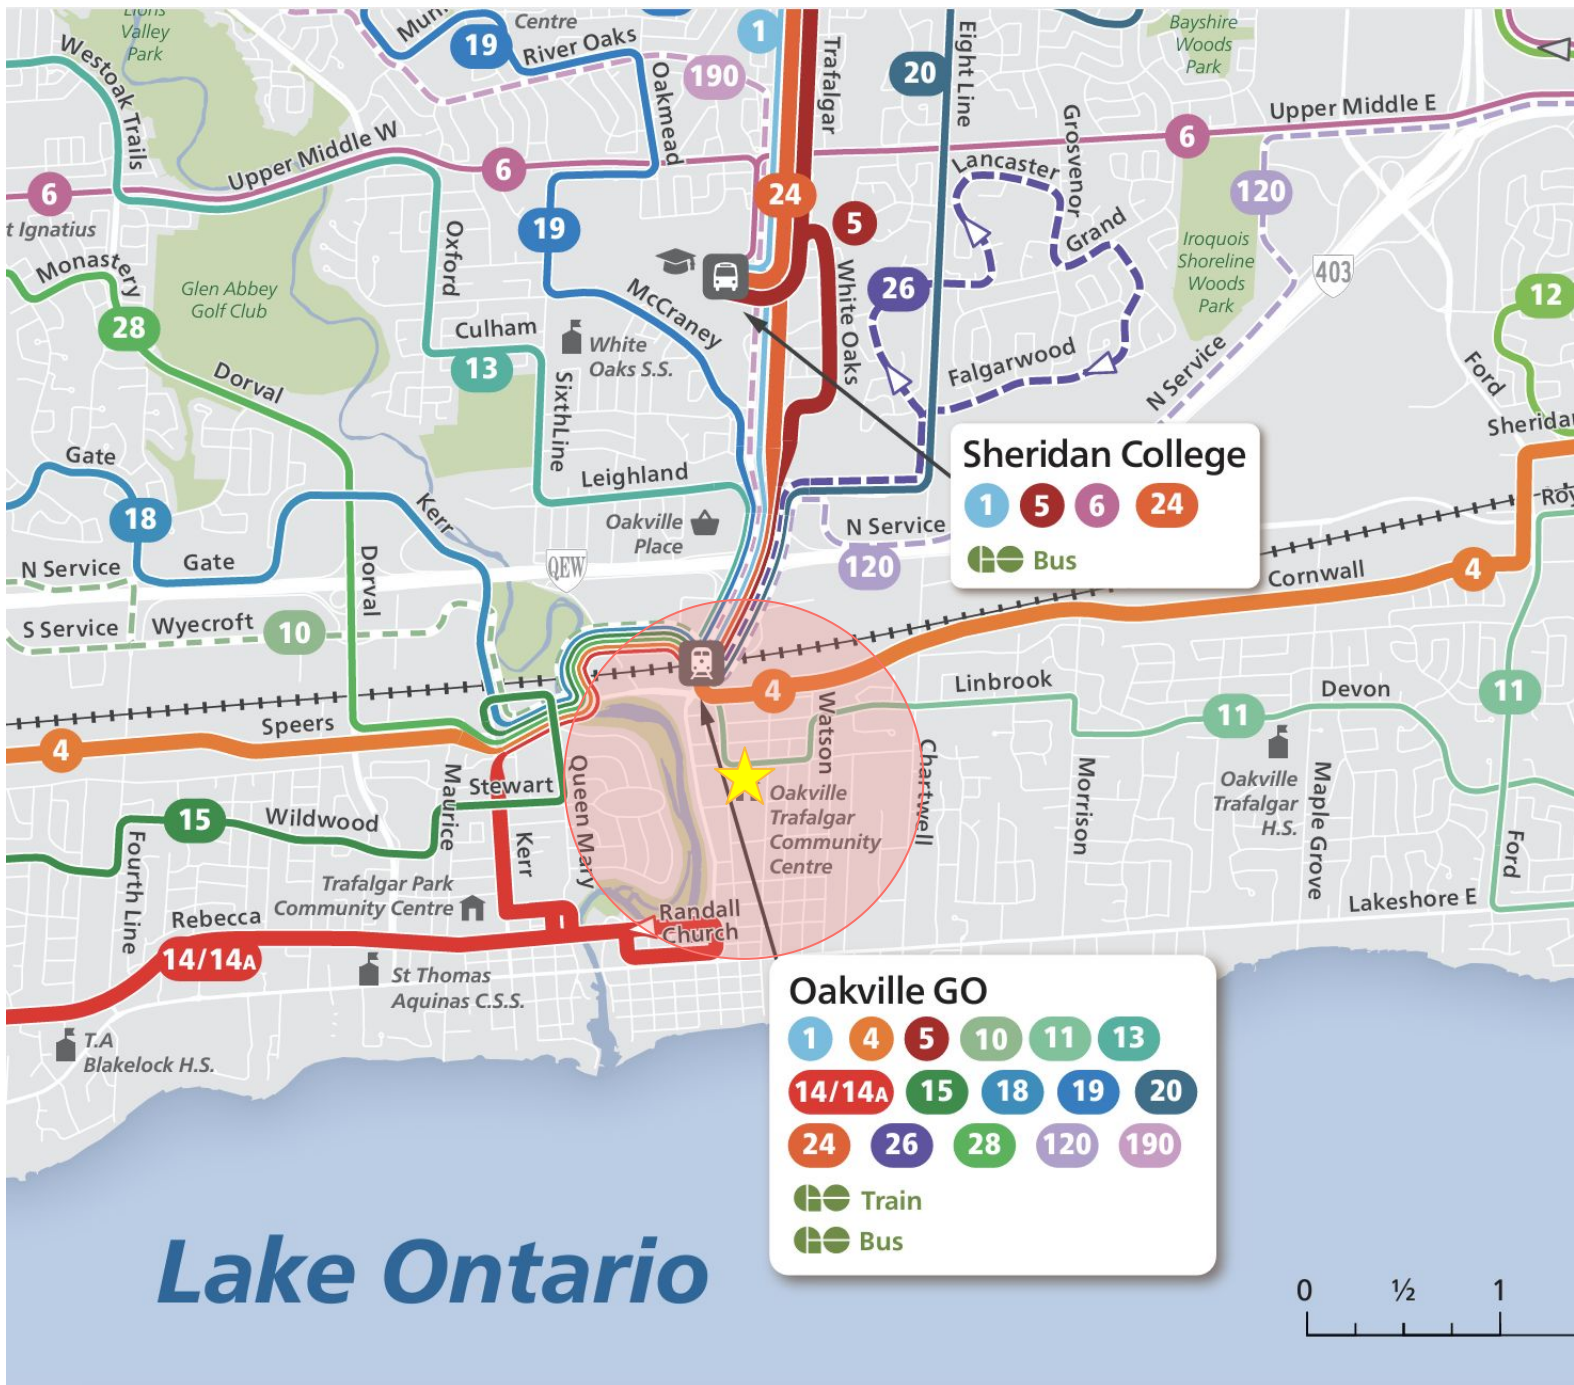 Lions
Valley
Park
Centre
19
River Oaks
1
24
Trafalgar
20
Eight Line
Bayshire
Woods
Park
Westoak Trails
190
Oakmead
Upper Middle W
Grosvenor
Upper Middle E
6
6
6
Lancaster
24
120
t Ignatius
19
5
Grand
Oxford
Monastery
Glen Abbey
Golf Club
28
McCraney
White Oaks
26
Iroquois
Shoreline
Woods
Park
403
12
Culham
13
White
Oaks S.S.
Dorval
Sixth Line
Falgarwood
N Service
Ford
Sheridan College
1
5
6
24
GO Bus
Gate
18
Kerr
Leighland
Oakville
Place
N Service
120
N Service
Gate
QEW
Cornwall
4
S Service
Wyecroft
10
Dorval
Speers
4
4
Watson
Linbrook
11
Devon
11
Maurice
Stewart
Queen Mary
Oakville
Trafalgar
Community
Centre
Chartwell
Morrison
Oakville
Trafalgar
H.S.
Maple Grove
Ford
15
Wildwood
Fourth Line
Kerr
Trafalgar Park
Community Centre
Rebecca
14/14A
Randall
Church
Lakeshore E
St Thomas
Aquinas C.S.S.
T.A
Blakelock H.S.
Oakville GO
1
4
5
10
11
13
14/14A
15
18
19
20
24
26
28
120
190
GO Train
GO Bus
Lake Ontario
0
½
1